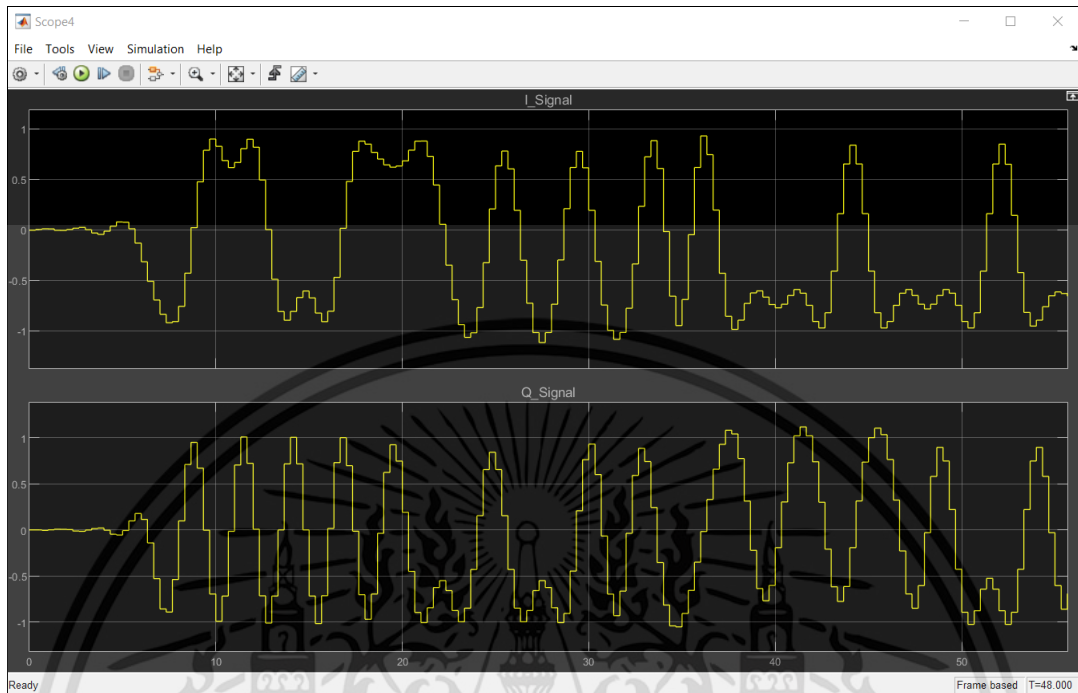 Scope4
File Tools View Simulation Help
I_Signal
1
0.5
0
-0.5
-1
Q_Signal
1
0.5
0
-0.5
-1
0 10 20 30 40 50
Ready Frame based T=48.000